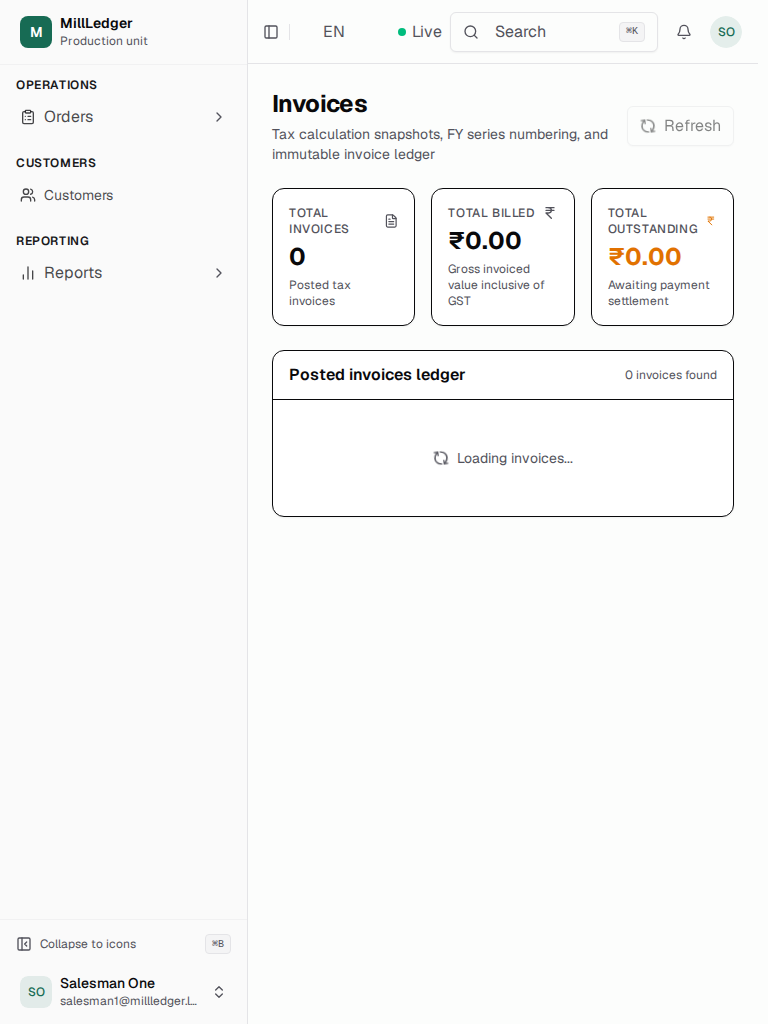 M
MillLedger
Production unit
OPERATIONS
Orders
CUSTOMERS
Customers
REPORTING
Reports
Collapse to icons
⌘B
SO
Salesman One
salesman1@millledger.l...
EN
Live
Search
⌘K
SO
Invoices
Tax calculation snapshots, FY series numbering, and
immutable invoice ledger
Refresh
TOTAL
INVOICES
0
Posted tax
invoices
TOTAL BILLED ₹
₹0.00
Gross invoiced
value inclusive of
GST
TOTAL
OUTSTANDING ₹
₹0.00
Awaiting payment
settlement
Posted invoices ledger
0 invoices found
Loading invoices...